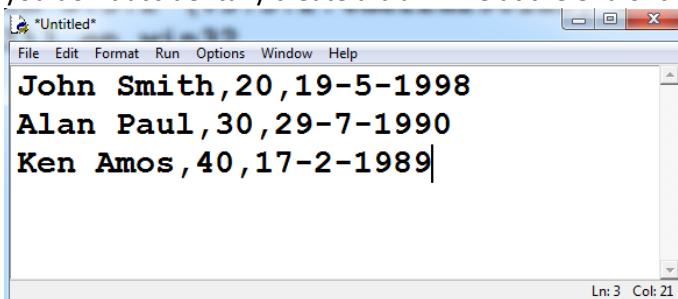 *Untitled*
File Edit Format Run Options Window Help
John Smith,20,19-5-1998
Alan Paul,30,29-7-1990
Ken Amos,40,17-2-1989
Ln: 3 Col: 21